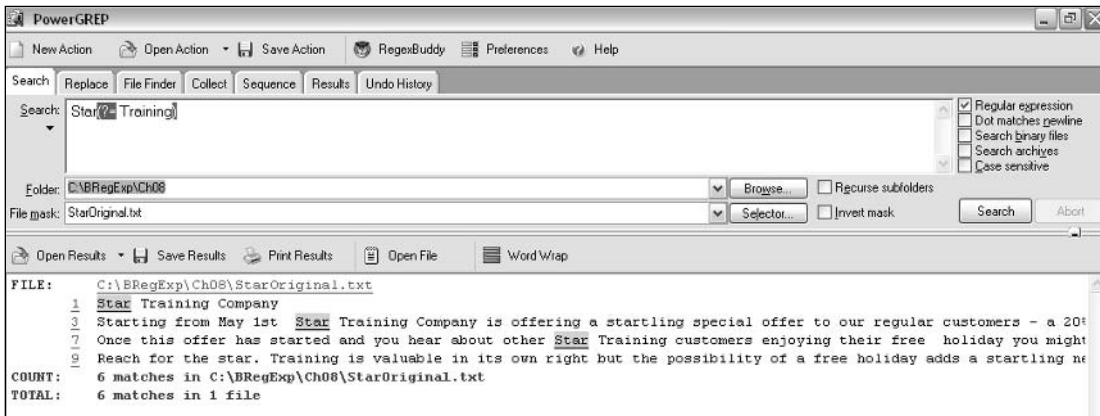 PowerGREP
New Action Open Action Save Action RegexBuddy Preferences Help
Search Replace File Finder Collect Sequence Results Undo History
Search: Star(?= Training)
Regular expression
Dot matches newline
Search binary files
Search archives
Case sensitive
Folder: C:\BRegExp\Ch08 Browse... Recurse subfolders
File mask: StarOriginal.txt Selector... Invert mask Search Abort
Open Results Save Results Print Results Open File Word Wrap
FILE: C:\BRegExp\Ch08\StarOriginal.txt
1 Star Training Company
3 Starting from May 1st Star Training Company is offering a startling special offer to our regular customers - a 20%
7 Once this offer has started and you hear about other Star Training customers enjoying their free holiday you might
9 Reach for the star. Training is valuable in its own right but the possibility of a free holiday adds a startling ne
COUNT: 6 matches in C:\BRegExp\Ch08\StarOriginal.txt
TOTAL: 6 matches in 1 file